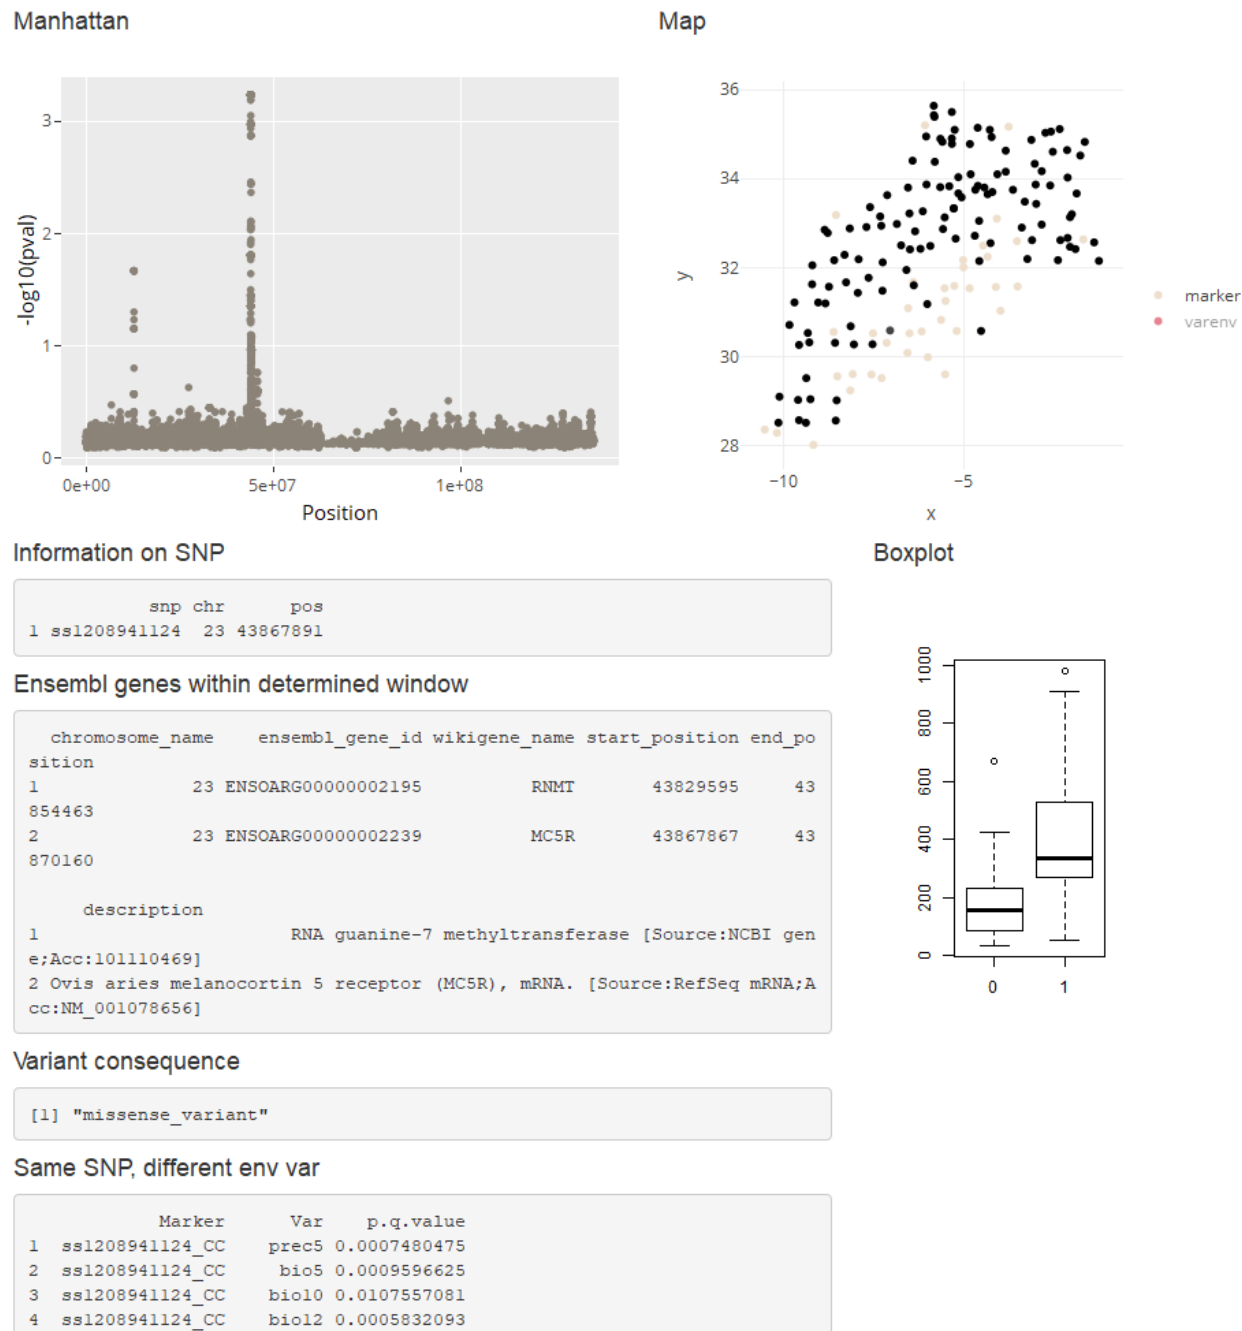 Manhattan
Map
3
2
1
0
-log10(pval)
0e+00
5e+07
1e+08
Position
36
34
32
30
28
y
−10
−5
x
marker
varenv
Information on SNP
snp chr pos
1 ss1208941124 23 43867891
Ensembl genes within determined window
chromosome_name ensembl_gene_id wikigene_name start_position end_po
sition
1 23 ENSOARG00000002195 RNMT 43829595 43
854463
2 23 ENSOARG00000002239 MC5R 43867867 43
870160
description
1 RNA guanine-7 methyltransferase [Source:NCBI gen
e;Acc:101110469]
2 Ovis aries melanocortin 5 receptor (MC5R), mRNA. [Source:RefSeq mRNA;A
cc:NM_001078656]
Variant consequence
[1] "missense_variant"
Same SNP, different env var
Marker Var p.q.value
1 ss1208941124_CC prec5 0.0007480475
2 ss1208941124_CC bio5 0.0009596625
3 ss1208941124_CC bio10 0.0107557081
4 ss1208941124_CC bio12 0.0005832093
Boxplot
1000
800
600
400
200
0
0
1